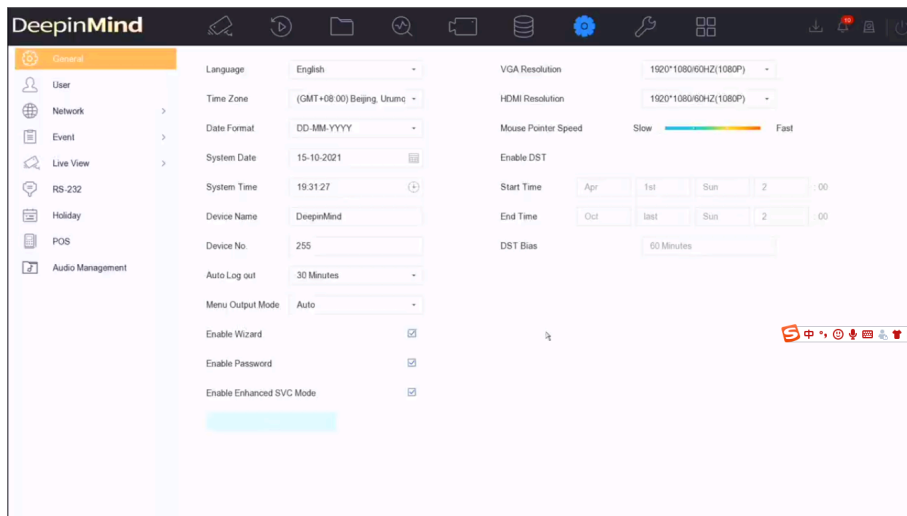 DeepinMind
10
General
User
Network
Event
Live View
RS-232
Holiday
POS
Audio Management
Language English
Time Zone (GMT+08:00) Beijing, Urumq
Date Format DD-MM-YYYY
System Date 15-10-2021
System Time 19:31:27
Device Name DeepinMind
Device No. 255
Auto Log out 30 Minutes
Menu Output Mode Auto
Enable Wizard
Enable Password
Enable Enhanced SVC Mode
VGA Resolution 1920*1080/60HZ(1080P)
HDMI Resolution 1920*1080/60HZ(1080P)
Mouse Pointer Speed Slow Fast
Enable DST
Start Time Apr 1st Sun 2 : 00
End Time Oct last Sun 2 : 00
DST Bias 60 Minutes
S 中